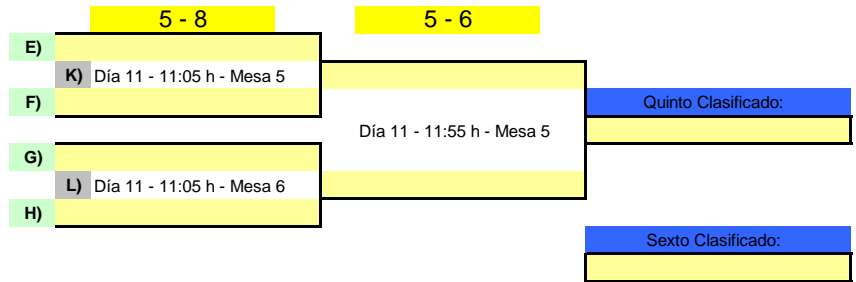 5 - 8
5 - 6
E)
K) Día 11 - 11:05 h - Mesa 5
F)
Quinto Clasificado:
Día 11 - 11:55 h - Mesa 5
G)
L) Día 11 - 11:05 h - Mesa 6
H)
Sexto Clasificado: